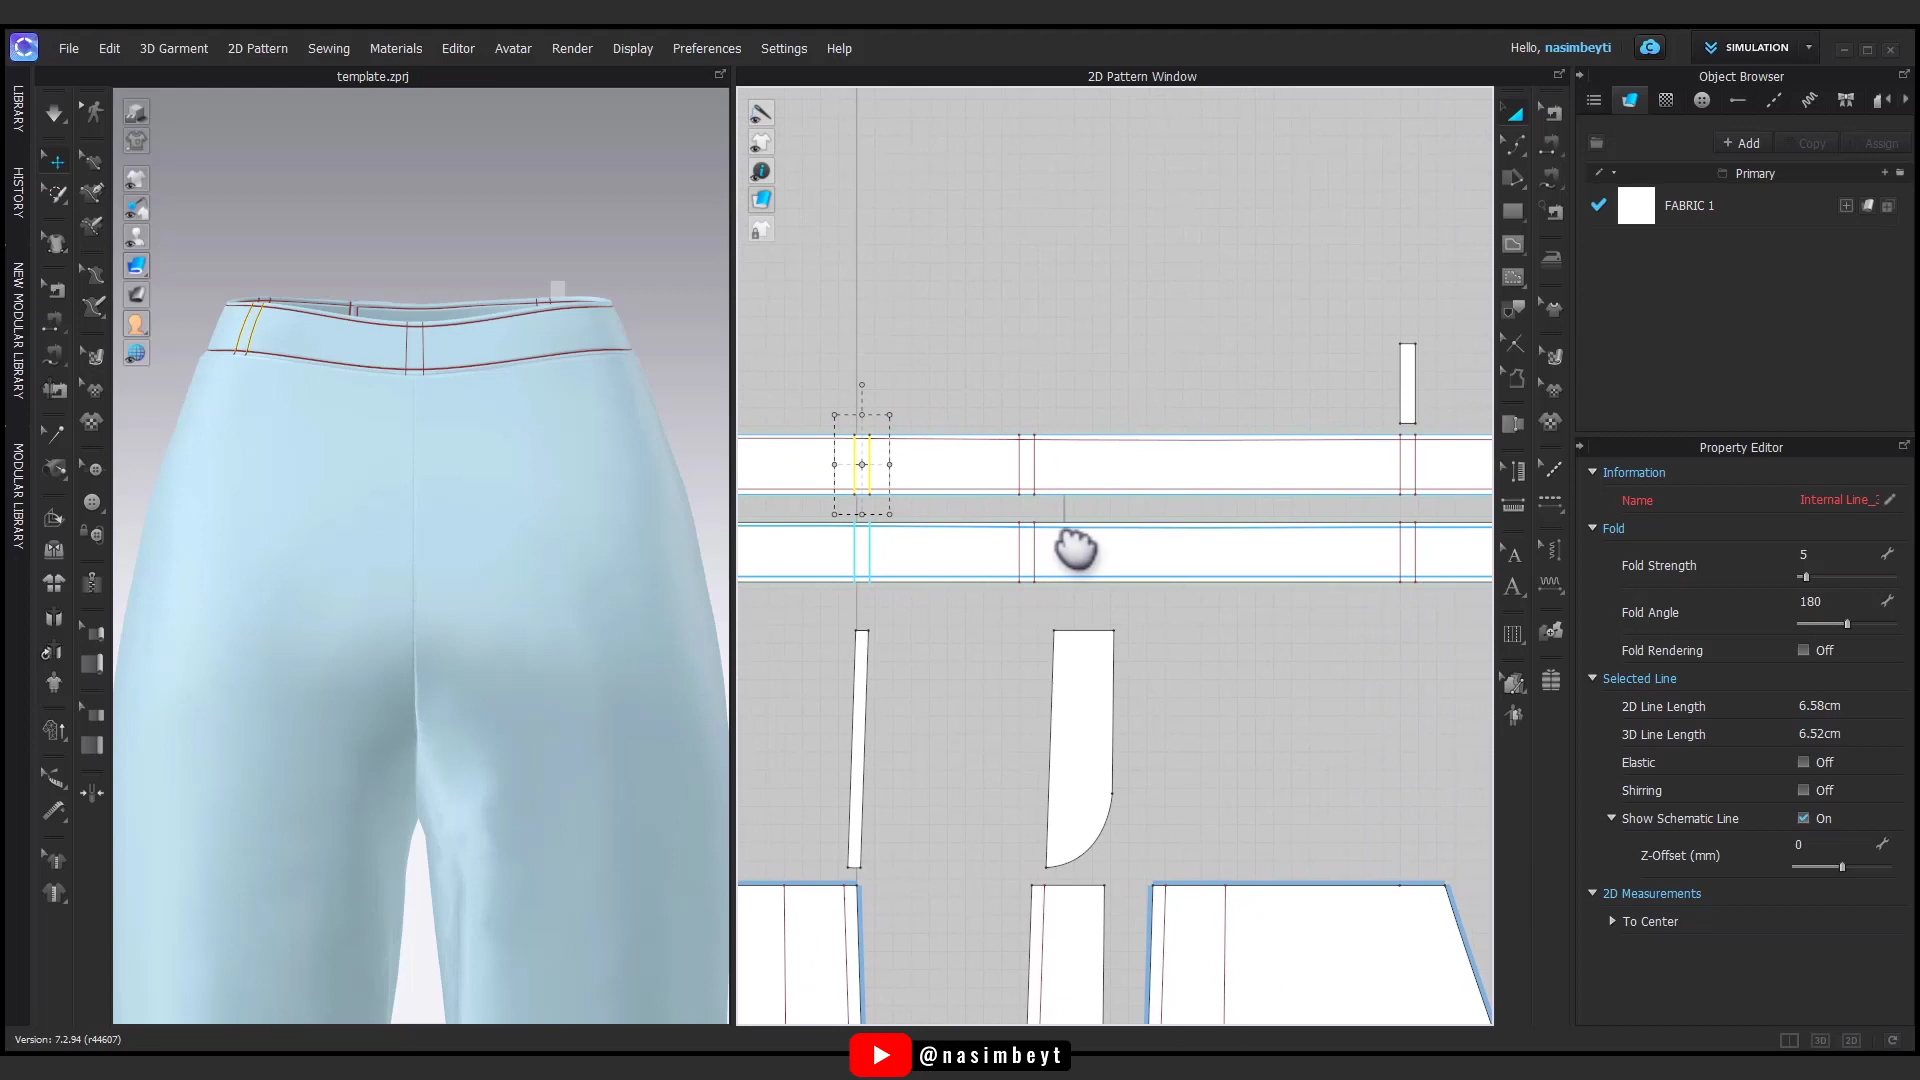 File
Edit
3D Garment
2D Pattern
Sewing
Materials
Editor
Avatar
Render
Display
Preferences
Settings
Help
Hello, nasimbeyti
SIMULATION
template.zprj
2D Pattern Window
Object Browser
LIBRARY
HISTORY
NEW MODULAR LIBRARY
MODULAR LIBRARY
+ Add
Copy
Assign
Primary
FABRIC 1
Property Editor
Information
Name
Internal Line_
Fold
Fold Strength
5
Fold Angle
180
Fold Rendering
Off
Selected Line
2D Line Length
6.58cm
3D Line Length
6.52cm
Elastic
Off
Shirring
Off
Show Schematic Line
On
Z-Offset (mm)
0
2D Measurements
To Center
Version: 7.2.94 (r44607)
3D
2D
@nasimbeyt